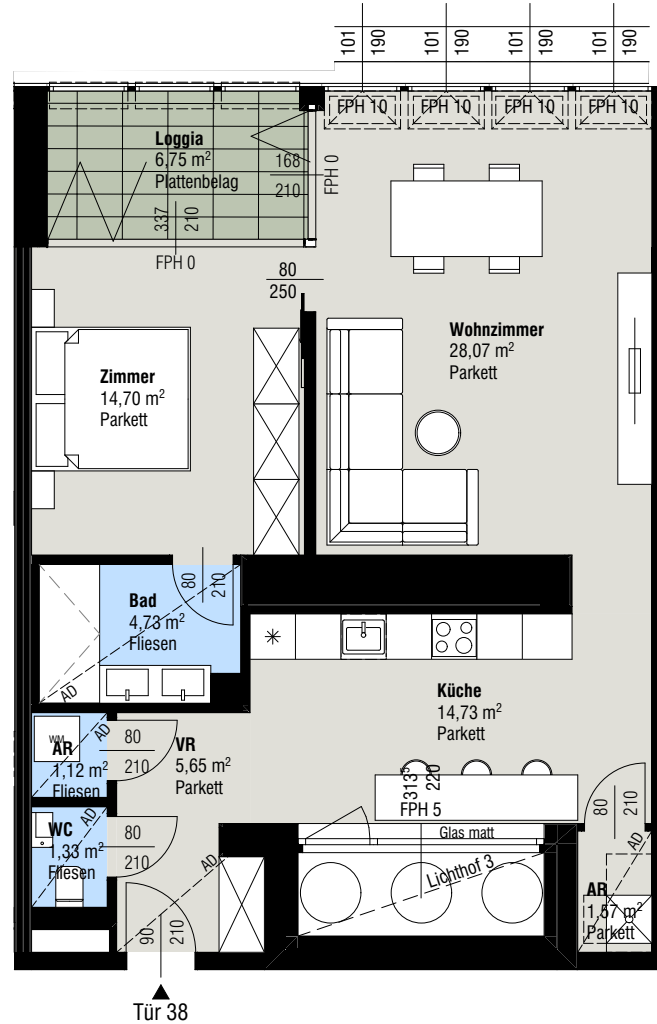 101
190
101
190
101
190
101
190
FPH 10
FPH 10
FPH 10
FPH 10
Loggia
6,75 m²
Plattenbelag
168
210
FPH 0
337
210
FPH 0
80
250
Wohnzimmer
28,07 m²
Parkett
Zimmer
14,70 m²
Parkett
80
210
Bad
4,73 m²
Fliesen
AD
Küche
14,73 m²
Parkett
AD
WM
AR
1,12 m²
Fliesen
80
210
VR
5,65 m²
Parkett
313⁵
220
FPH 5
80
210
AD
WC
1,33 m²
Fliesen
80
210
Glas matt
AD
Lichthof 3
AD
AR
1,57 m²
Parkett
90
210
Tür 38